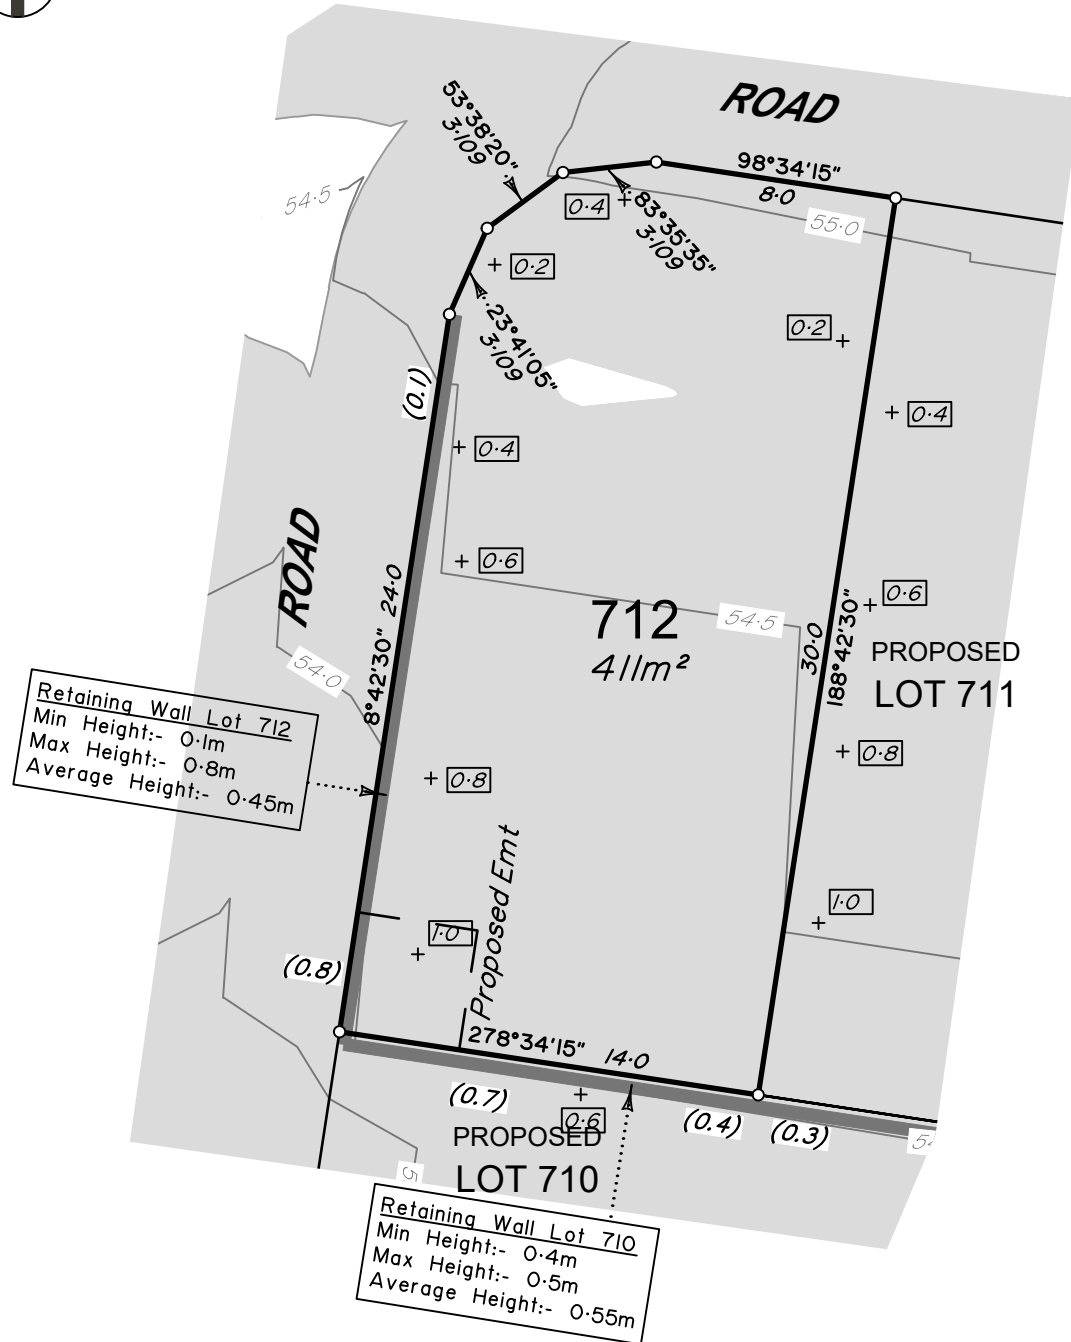 ROAD
53°38'20"
3·109
98°34'15"
8·0
54·5
0·4
83°35'35"
3·109
55·0
0·2
0·2
23°41'05"
3·109
(0.1)
0·4
0·4
ROAD
0·6
8°42'30" 24·0
712
411m²
54·5
0·6
30·0
188°42'30"
PROPOSED
LOT 711
54·0
Retaining Wall Lot 712
Min Height:- 0·1m
Max Height:- 0·8m
Average Height:- 0·45m
0·8
0·8
Proposed Emt
1·0
1·0
(0.8)
278°34'15" 14·0
(0.7)
0·6
(0.4)
(0.3)
PROPOSED
LOT 710
Retaining Wall Lot 710
Min Height:- 0·4m
Max Height:- 0·5m
Average Height:- 0·55m